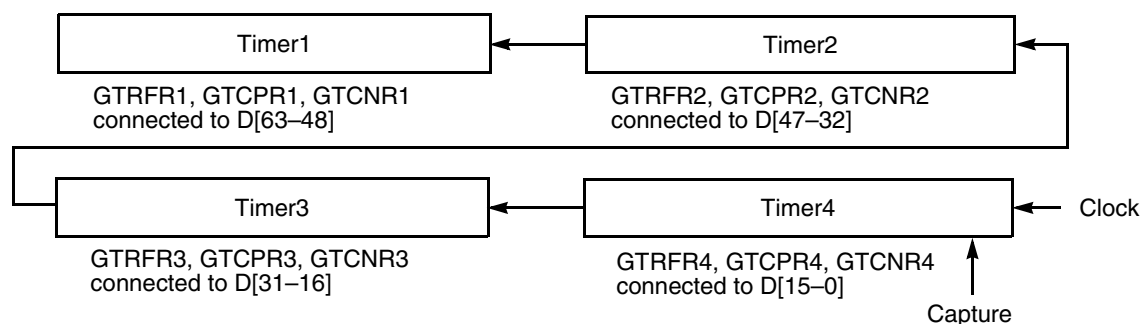 Timer1
Timer2
GTRFR1, GTCPR1, GTCNR1
connected to D[63–48]
GTRFR2, GTCPR2, GTCNR2
connected to D[47–32]
Timer3
Timer4
Clock
GTRFR3, GTCPR3, GTCNR3
connected to D[31–16]
GTRFR4, GTCPR4, GTCNR4
connected to D[15–0]
Capture